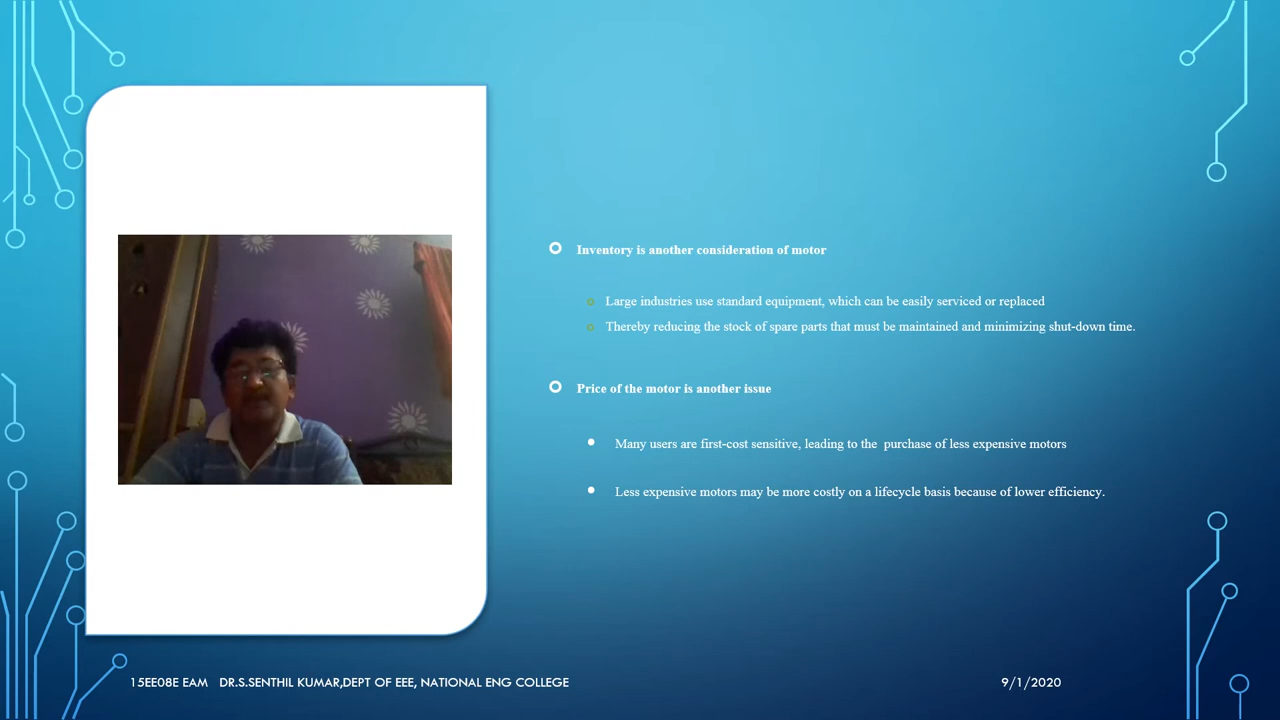 Inventory is another consideration of motor
Large industries use standard equipment, which can be easily serviced or replaced
Thereby reducing the stock of spare parts that must be maintained and minimizing shut-down time.
Price of the motor is another issue
Many users are first-cost sensitive, leading to the  purchase of less expensive motors
Less expensive motors may be more costly on a lifecycle basis because of lower efficiency.
15EE08E EAM   DR.S.SENTHIL KUMAR,DEPT OF EEE, NATIONAL ENG COLLEGE
9/1/2020